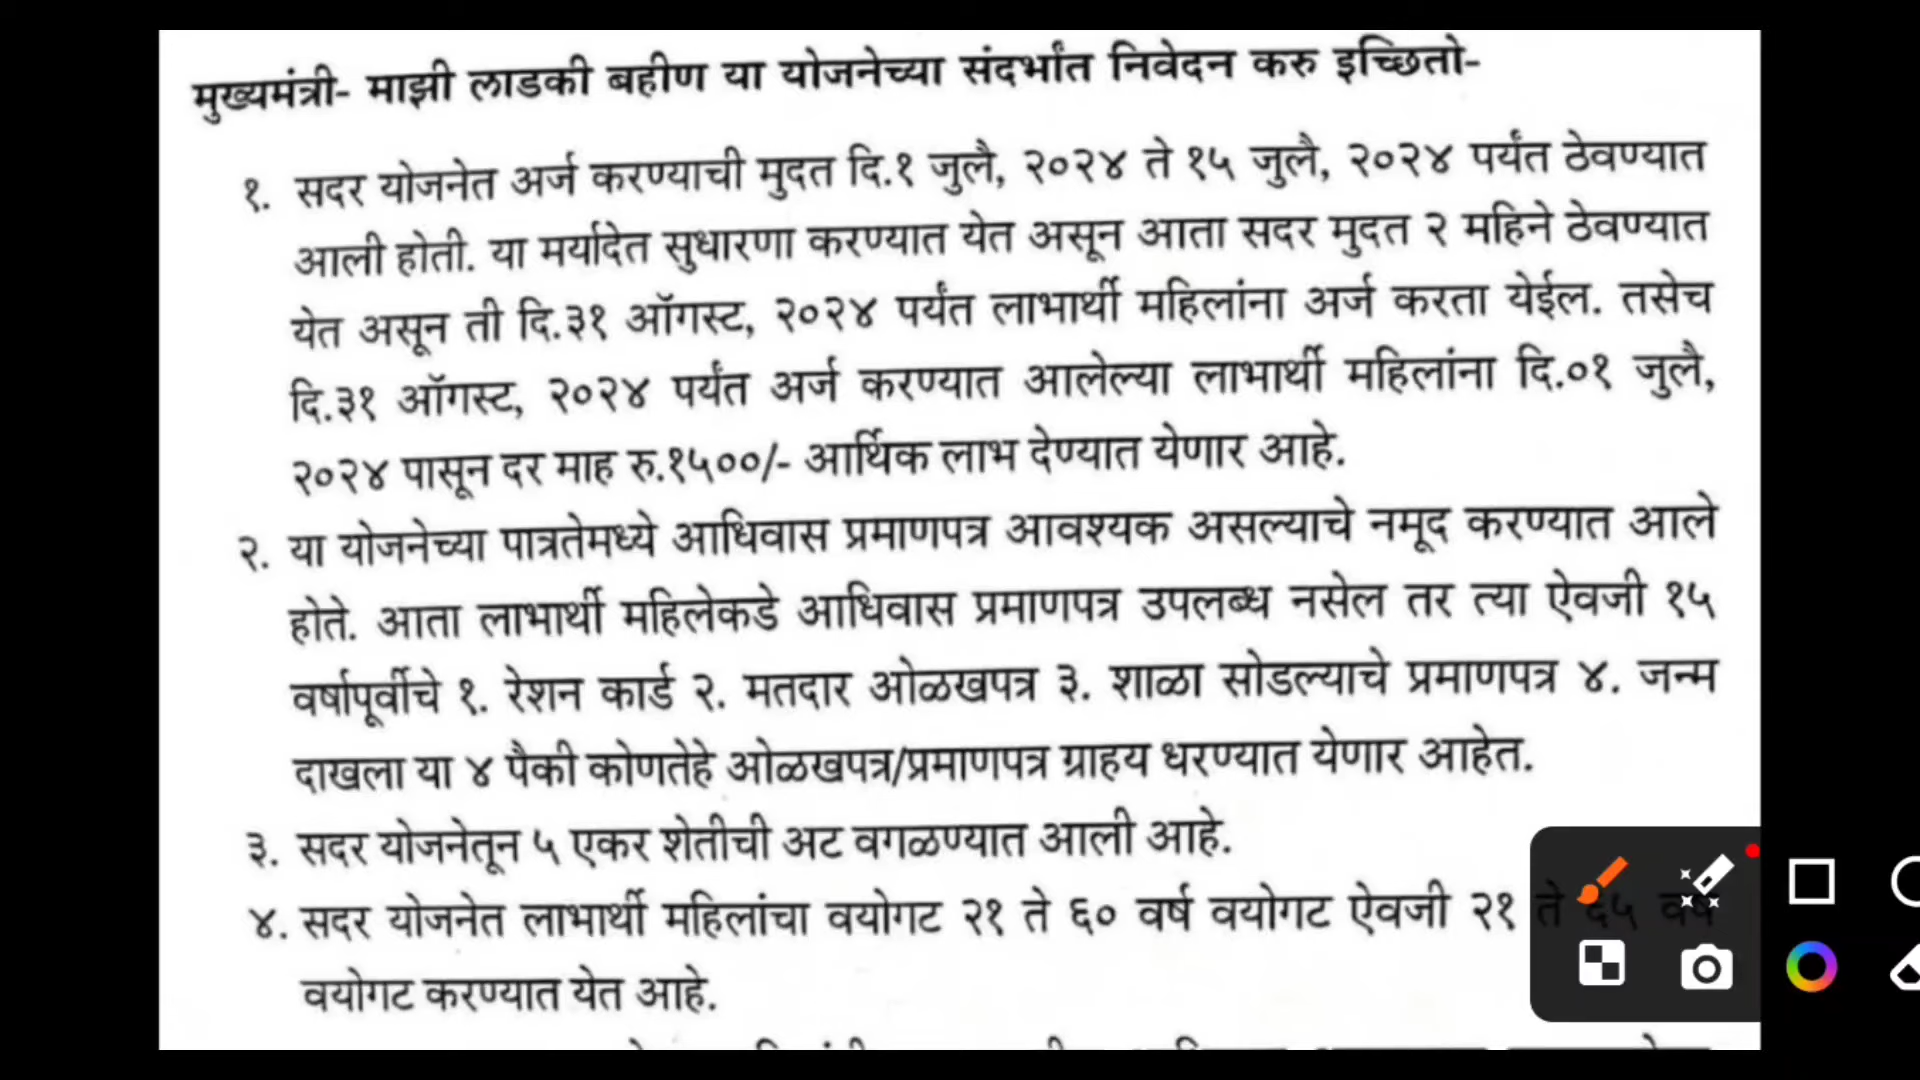 मुख्यमंत्री- माझी लाडकी बहीण या योजनेच्या संदर्भात निवेदन करु इच्छितो-
१. सदर योजनेत अर्ज करण्याची मुदत दि.१ जुलै, २०२४ ते १५ जुलै, २०२४ पर्यंत ठेवण्यात
आली होती. या मर्यादेत सुधारणा करण्यात येत असून आता सदर मुदत २ महिने ठेवण्यात
येत असून ती दि.३१ ऑगस्ट, २०२४ पर्यंत लाभार्थी महिलांना अर्ज करता येईल. तसेच
दि.३१ ऑगस्ट, २०२४ पर्यंत अर्ज करण्यात आलेल्या लाभार्थी महिलांना दि.०१ जुलै,
२०२४ पासून दर माह रु.१५००/- आर्थिक लाभ देण्यात येणार आहे.
२. या योजनेच्या पात्रतेमध्ये आधिवास प्रमाणपत्र आवश्यक असल्याचे नमूद करण्यात आले
होते. आता लाभार्थी महिलेकडे आधिवास प्रमाणपत्र उपलब्ध नसेल तर त्या ऐवजी १५
वर्षापूर्वीचे १. रेशन कार्ड २. मतदार ओळखपत्र ३. शाळा सोडल्याचे प्रमाणपत्र ४. जन्म
दाखला या ४ पैकी कोणतेहे ओळखपत्र/प्रमाणपत्र ग्राहय धरण्यात येणार आहेत.
३. सदर योजनेतून ५ एकर शेतीची अट वगळण्यात आली आहे.
४. सदर योजनेत लाभार्थी महिलांचा वयोगट २१ ते ६० वर्ष वयोगट ऐवजी २१ ते ६५ वर्ष
वयोगट करण्यात येत आहे.